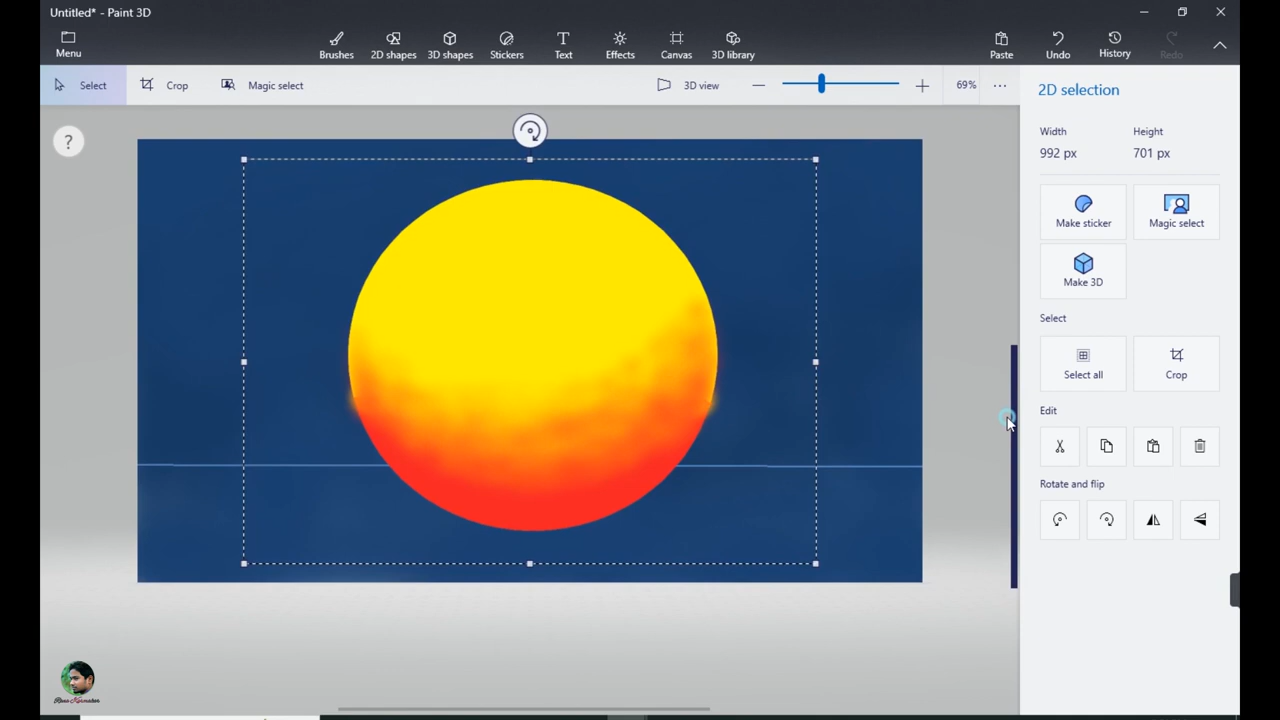 Untitled* - Paint 3D
Menu
Brushes
2D shapes
3D shapes
Stickers
Text
Effects
Canvas
3D library
Paste
Undo
History
Redo
Select
Crop
Magic select
3D view
69%
?
2D selection
Width
Height
992 px
701 px
Make sticker
Magic select
Make 3D
Select
Select all
Crop
Edit
Rotate and flip